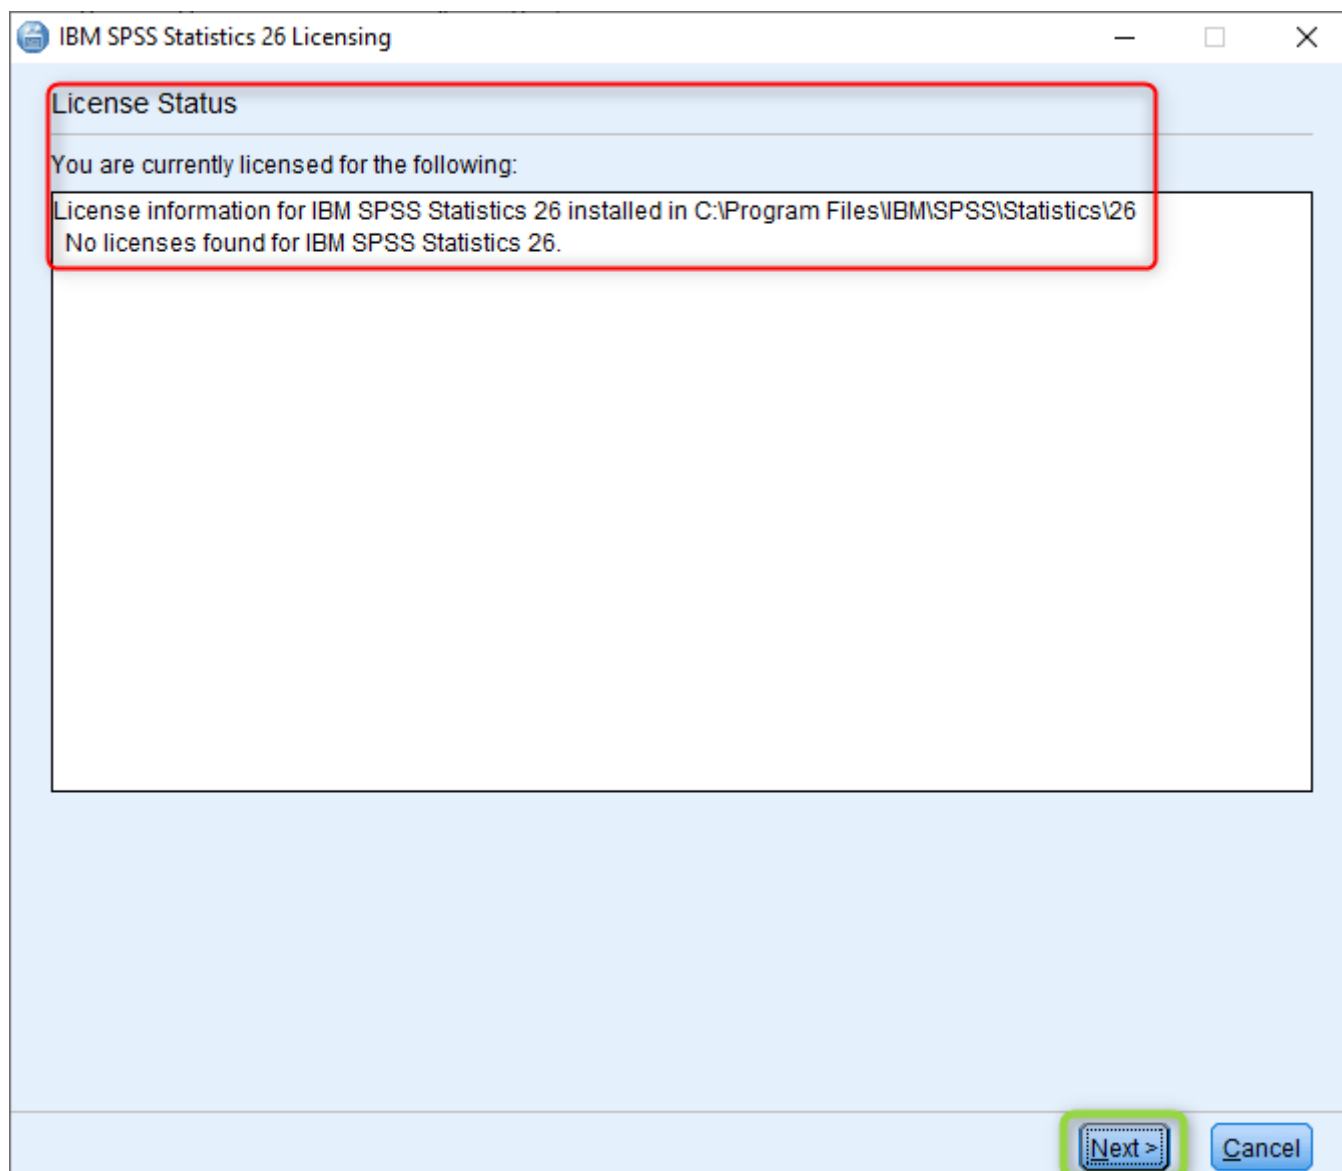 IBM SPSS Statistics 26 Licensing
License Status
You are currently licensed for the following:
License information for IBM SPSS Statistics 26 installed in C:\Program Files\IBM\SPSS\Statistics\26
No licenses found for IBM SPSS Statistics 26.
Next >
Cancel